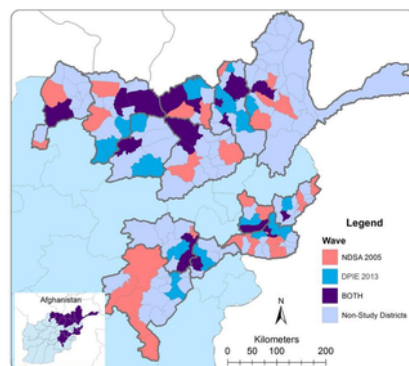 Legend
Wave
NDSA 2005
DPIE 2013
BOTH
Non-Study Districts
Afghanistan
N
Kilometers
0 50 100 200